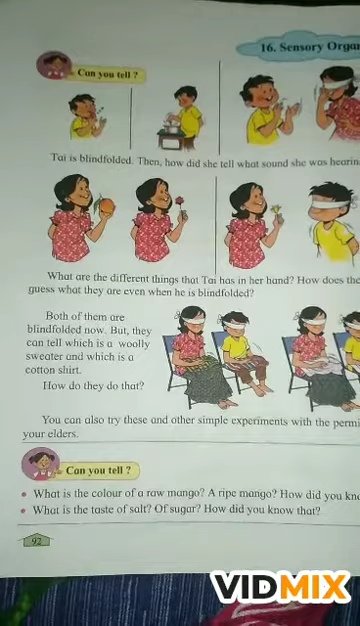 16. Sensory Organ
Can you tell ?
Tai is blindfolded. Then, how did she tell what sound she was hearin
What are the different things that Tai has in her hand? How does the
guess what they are even when he is blindfolded?
Both of them are
blindfolded now. But, they
can tell which is a woolly
sweater and which is a
cotton shirt.
How do they do that?
You can also try these and other simple experiments with the permi
your elders.
Can you tell ?
• What is the colour of a raw mango? A ripe mango? How did you kno
• What is the taste of salt? Of sugar? How did you know that?
92
VIDMIX